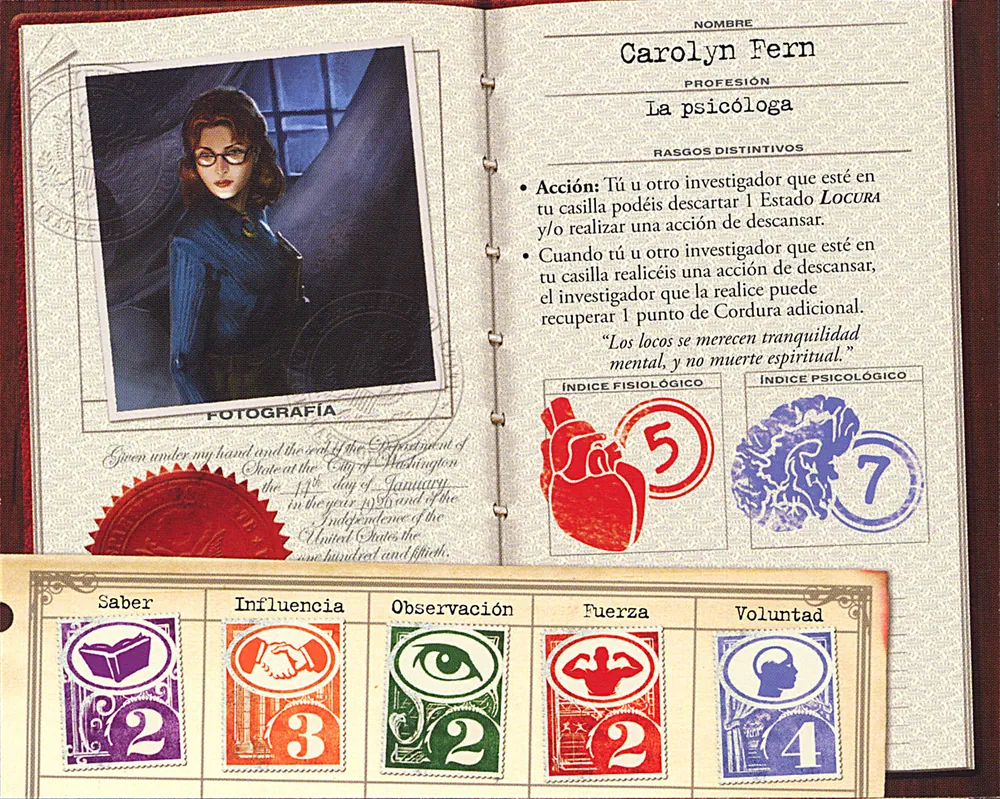 FOTOGRAFÍA
Given under my hand and the seal of the Department of
State at the City of Washington
the 14th day of January
in the year 1926 and of the
Independence of the
United States the
one hundred and fiftieth.
NOMBRE
Carolyn Fern
PROFESIÓN
La psicóloga
RASGOS DISTINTIVOS
• Acción: Tú u otro investigador que esté en
tu casilla podéis descartar 1 Estado LOCURA
y/o realizar una acción de descansar.
• Cuando tú u otro investigador que esté en
tu casilla realicéis una acción de descansar,
el investigador que la realice puede
recuperar 1 punto de Cordura adicional.
“Los locos se merecen tranquilidad
mental, y no muerte espiritual.”
ÍNDICE FISIOLÓGICO
5
ÍNDICE PSICOLÓGICO
7
Saber
2
Influencia
3
Observación
2
Fuerza
2
Voluntad
4